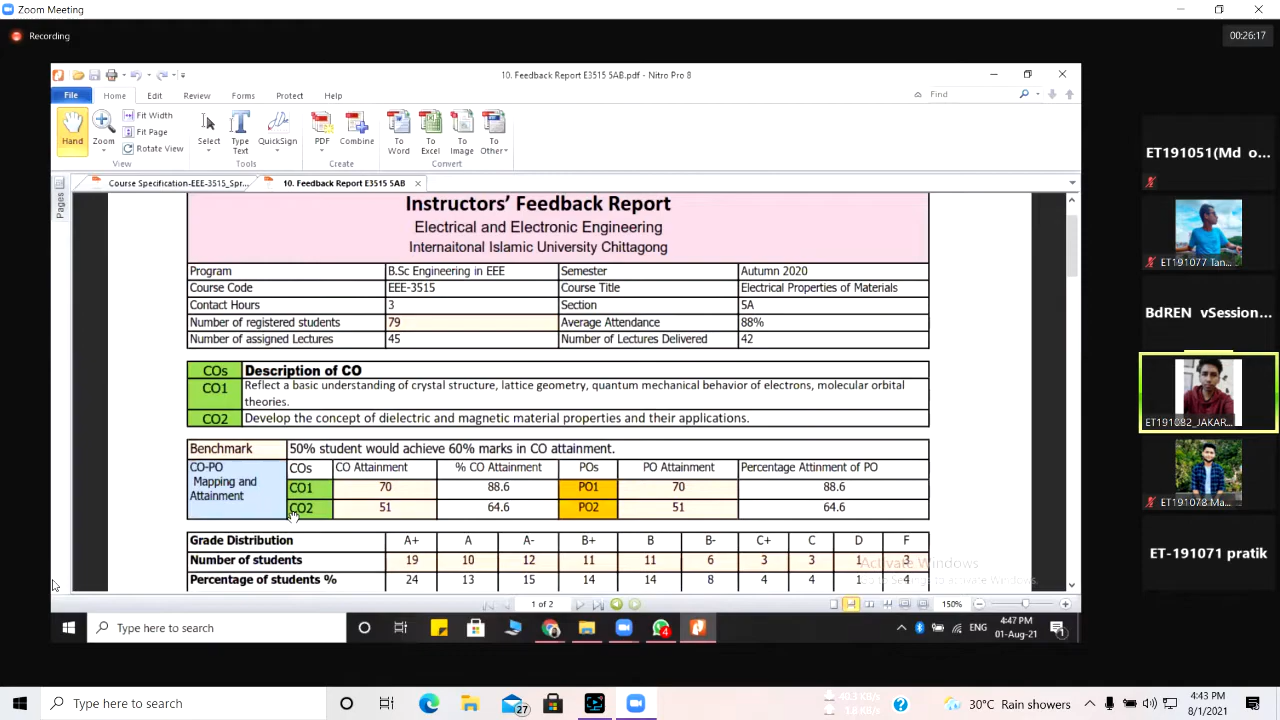 Zoom Meeting
Recording
00:26:17
10. Feedback Report E3515 5AB.pdf - Nitro Pro 8
File Home Edit Review Forms Protect Help
Find
Hand Zoom Fit Width Fit Page Rotate View
Select Type Text QuickSign
PDF Combine
To Word To Excel To Image To Other
View Tools Create Convert
Pages
Course Specification-EEE-3515_Spr... 10. Feedback Report E3515 5AB
Instructors' Feedback Report
Electrical and Electronic Engineering
Internaitonal Islamic University Chittagong
Program B.Sc Engineering in EEE Semester Autumn 2020
Course Code EEE-3515 Course Title Electrical Properties of Materials
Contact Hours 3 Section 5A
Number of registered students 79 Average Attendance 88%
Number of assigned Lectures 45 Number of Lectures Delivered 42
COs Description of CO
CO1 Reflect a basic understanding of crystal structure, lattice geometry, quantum mechanical behavior of electrons, molecular orbital
theories.
CO2 Develop the concept of dielectric and magnetic material properties and their applications.
Benchmark 50% student would achieve 60% marks in CO attainment.
CO-PO Mapping and Attainment COs CO Attainment % CO Attainment POs PO Attainment Percentage Attinment of PO
CO1 70 88.6 PO1 70 88.6
CO2 51 64.6 PO2 51 64.6
Grade Distribution A+ A A- B+ B B- C+ C D F
Number of students 19 10 12 11 11 6 3 3 1 3
Percentage of students % 24 13 15 14 14 8 4 4 1 4
Activate Windows
Go to Settings to activate Windows.
1 of 2
150%
Type here to search
ENG
4:47 PM
01-Aug-21
1
4
ET191051(Md o...
ET191077 Tan...
BdREN vSession...
ET191082_JAKAR...
ET191078 Ma...
ET-191071 pratik
Type here to search
27
30°C Rain showers
4:43 PM
8/1/2021